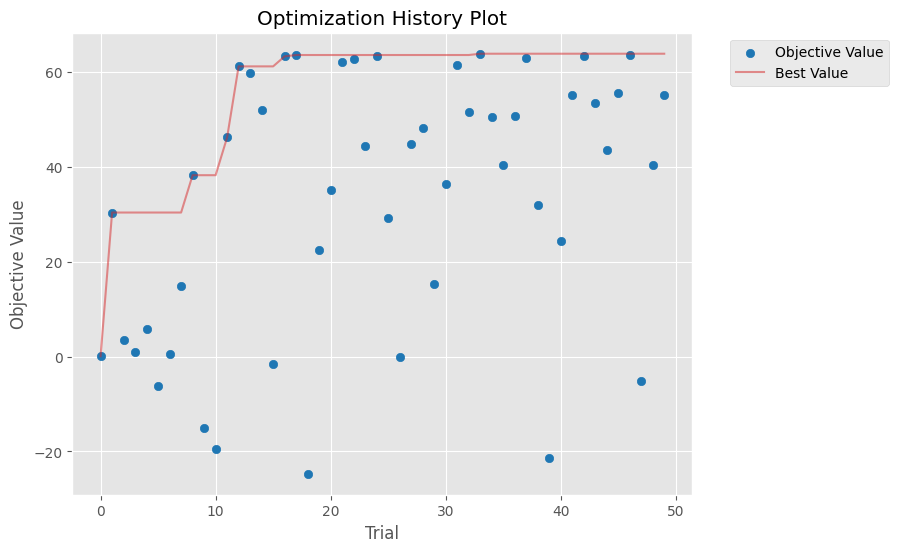 Optimization History Plot
Objective Value
Best Value
Objective Value
60
40
20
0
−20
0 10 20 30 40 50
Trial